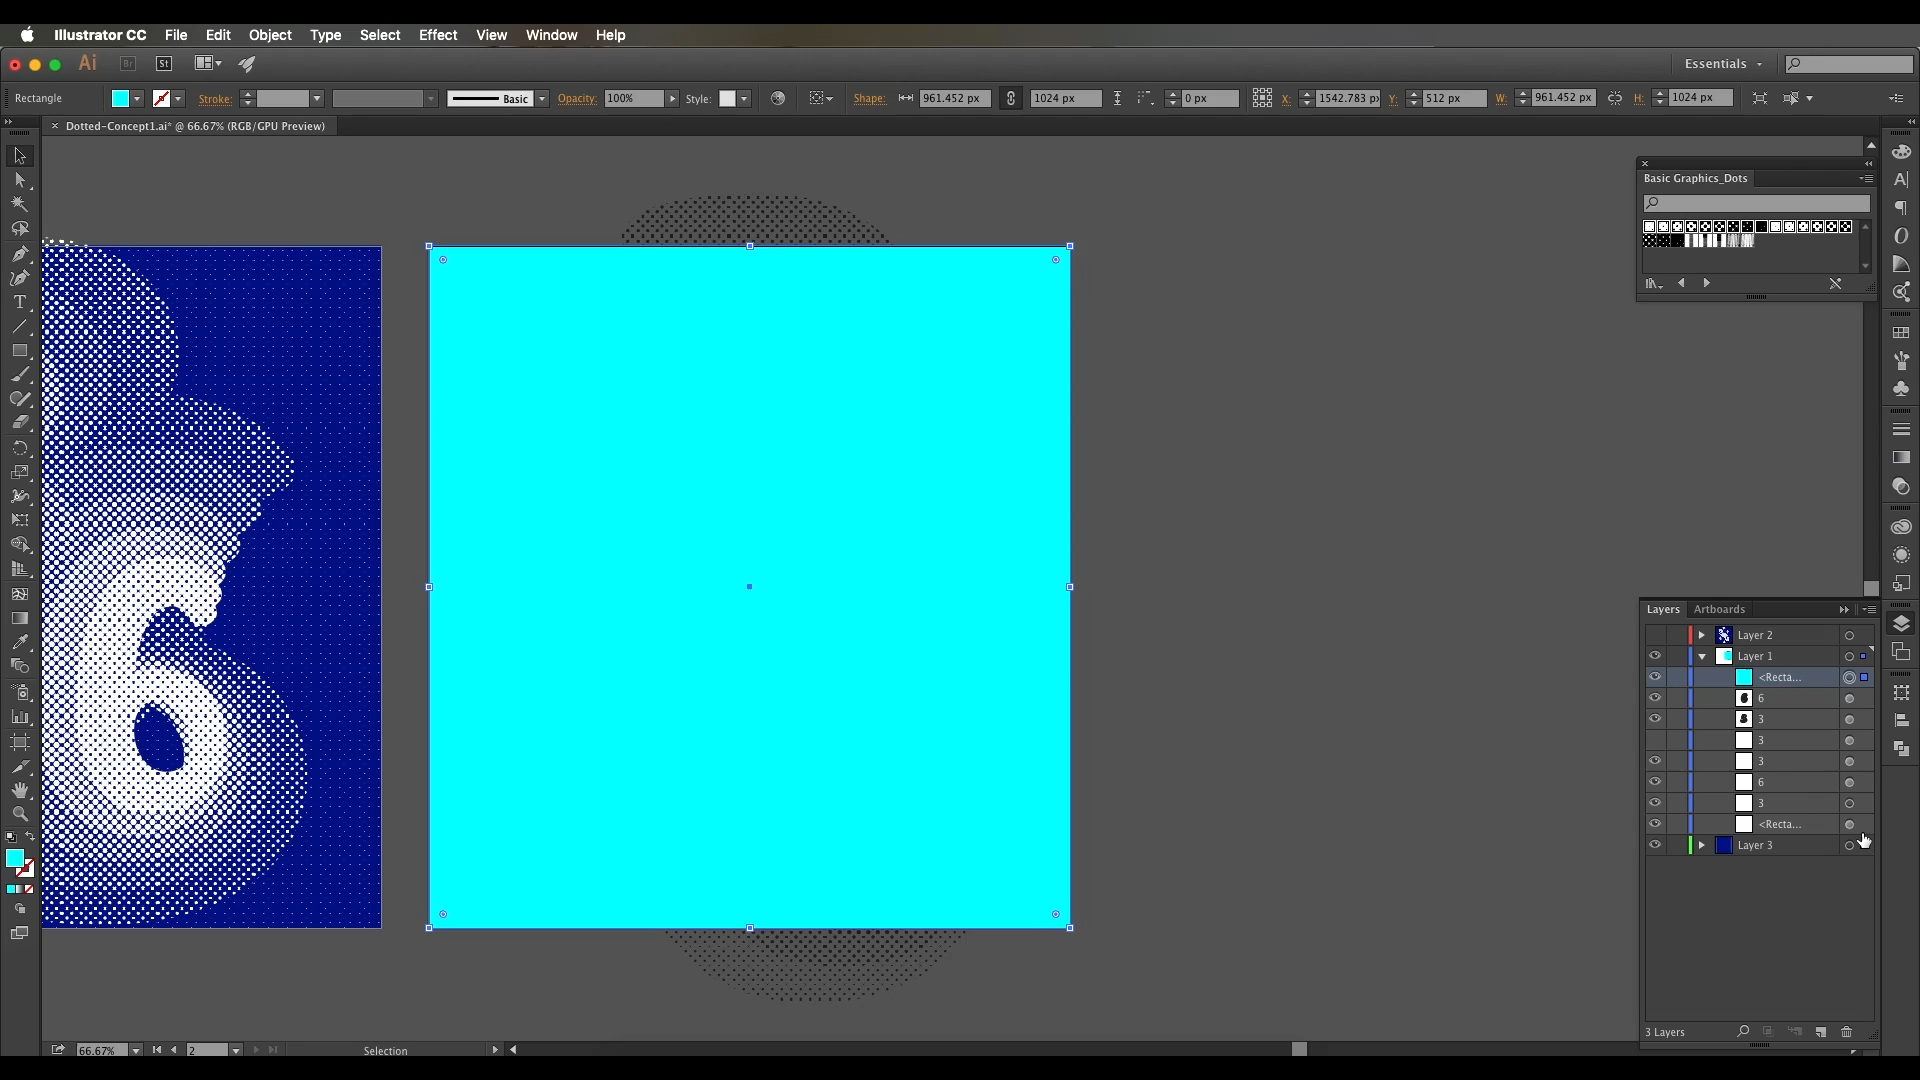 Illustrator CC File Edit Object Type Select Effect View Window Help
Ai Br St Essentials
Rectangle Stroke: Basic Opacity: 100% Style: Shape: 961.452 px 1024 px 0 px X: 1542.783 px Y: 512 px W: 961.452 px H: 1024 px
× Dotted-Concept1.ai* @ 66.67% (RGB/GPU Preview)
Basic Graphics_Dots
Layers Artboards
Layer 2
Layer 1
<Recta...
6
3
3
3
6
3
<Recta...
Layer 3
3 Layers
66.67% 2 Selection